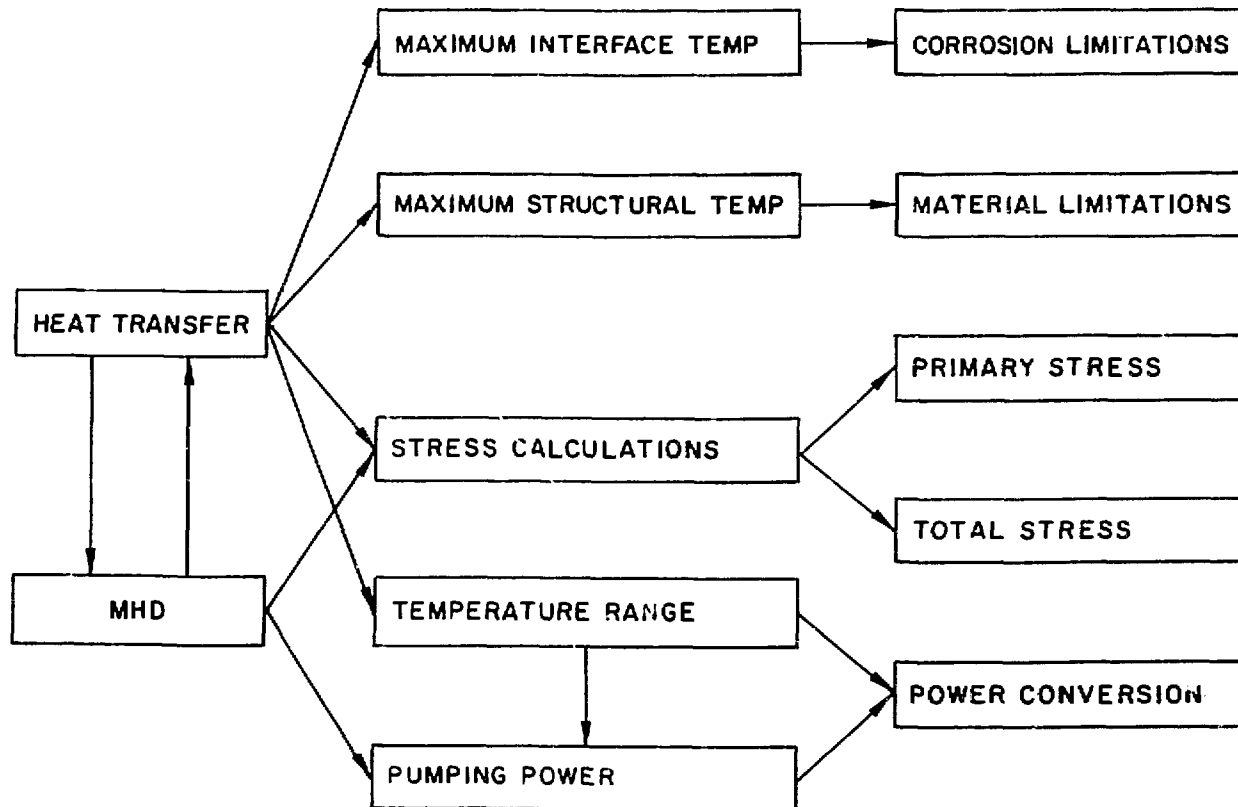 MAXIMUM INTERFACE TEMP
CORROSION LIMITATIONS
MAXIMUM STRUCTURAL TEMP
MATERIAL LIMITATIONS
HEAT TRANSFER
PRIMARY STRESS
STRESS CALCULATIONS
TOTAL STRESS
MHD
TEMPERATURE RANGE
POWER CONVERSION
PUMPING POWER